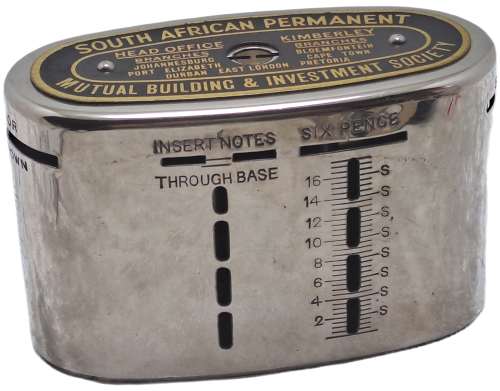 SOUTH AFRICAN PERMANENT
HEAD OFFICE
BRANCHES
JOHANNESBURG
PORT ELIZABETH
DURBAN
EAST LONDON
KIMBERLEY
BRANCHES
BLOEMFONTEIN
CAPE TOWN
PRETORIA
MUTUAL BUILDING & INVESTMENT SOCIETY
INSERT NOTES
THROUGH BASE
SIX PENCE
S
16
14
S
12
S
10
S
8
S
6
S
4
S
2